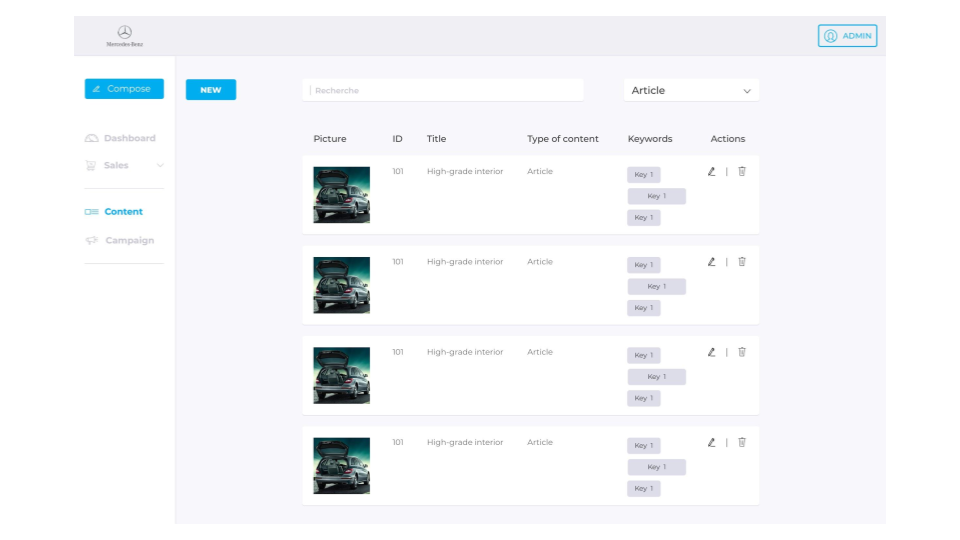 Mercedes-Benz
ADMIN
Compose
NEW
Recherche
Article
Dashboard
Sales
Content
Campaign
Picture ID Title Type of content Keywords Actions
101 High-grade interior Article Key 1
Key 1
Key 1
101 High-grade interior Article Key 1
Key 1
Key 1
101 High-grade interior Article Key 1
Key 1
Key 1
101 High-grade interior Article Key 1
Key 1
Key 1